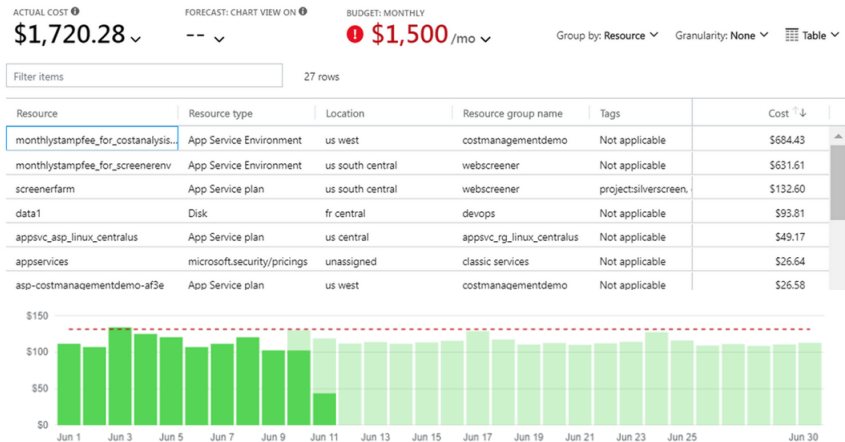 ACTUAL COST FORECAST: CHART VIEW ON BUDGET: MONTHLY
$1,720.28 -- $1,500 /mo Group by: Resource Granularity: None Table
Filter items 27 rows
Resource Resource type Location Resource group name Tags Cost
monthlystampfee_for_costanalysis... App Service Environment us west costmanagementdemo Not applicable $684.43
monthlystampfee_for_screenerenv App Service Environment us south central webscreener Not applicable $631.61
screenerfarm App Service plan us south central webscreener project:silverscreen, $132.60
data1 Disk fr central devops Not applicable $93.81
appsvc_asp_linux_centralus App Service plan us central appsvc_rg_linux_centralus Not applicable $49.17
appservices microsoft.security/pricings unassigned classic services Not applicable $26.64
asp-costmanagementdemo-af3e App Service plan us west costmanagementdemo Not applicable $26.58
$150
$100
$50
$0
Jun 1 Jun 3 Jun 5 Jun 7 Jun 9 Jun 11 Jun 13 Jun 15 Jun 17 Jun 19 Jun 21 Jun 23 Jun 25 Jun 30